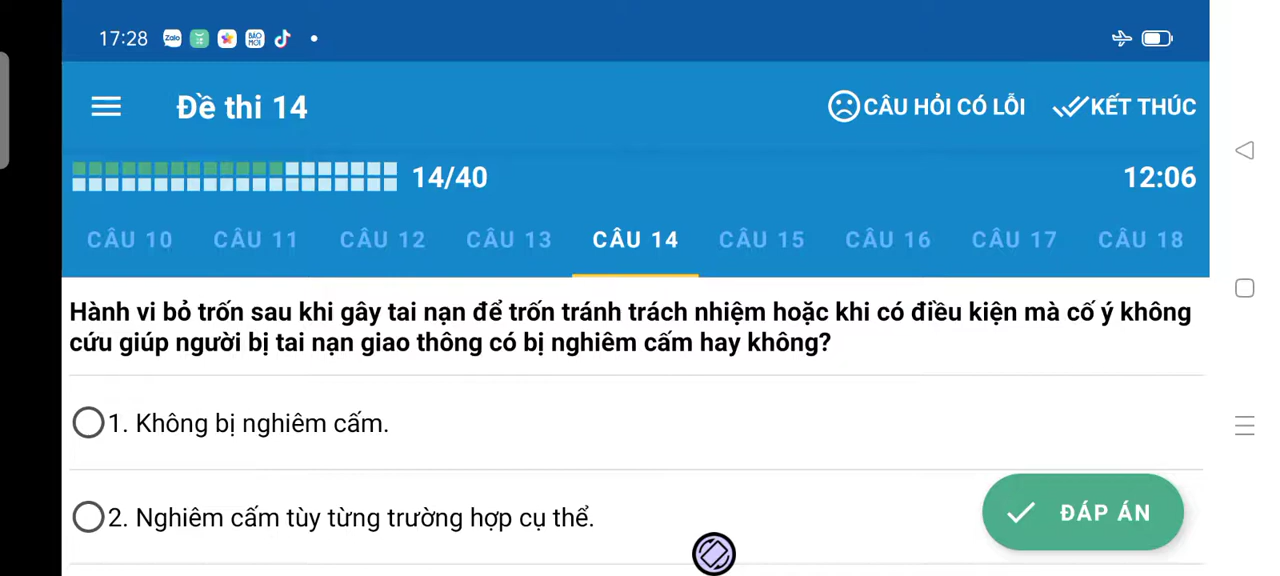 17:28 Zalo BÁO MỚI
Đề thi 14 CÂU HỎI CÓ LỖI KẾT THÚC
14/40 12:06
CÂU 10 CÂU 11 CÂU 12 CÂU 13 CÂU 14 CÂU 15 CÂU 16 CÂU 17 CÂU 18
Hành vi bỏ trốn sau khi gây tai nạn để trốn tránh trách nhiệm hoặc khi có điều kiện mà cố ý không
cứu giúp người bị tai nạn giao thông có bị nghiêm cấm hay không?
1. Không bị nghiêm cấm.
2. Nghiêm cấm tùy từng trường hợp cụ thể.
ĐÁP ÁN